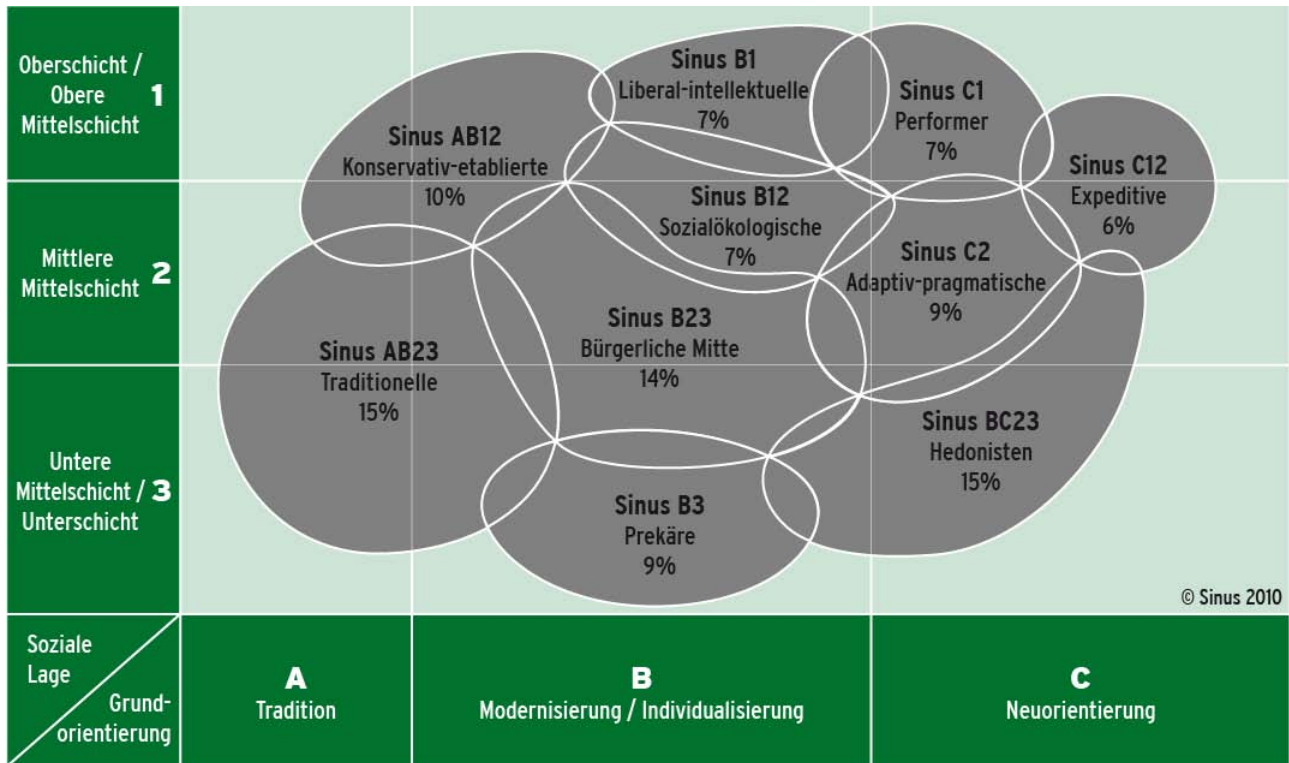 Oberschicht /
Obere
Mittelschicht
1
Mittlere
Mittelschicht
2
Untere
Mittelschicht /
Unterschicht
3
Sinus AB12
Konservativ-etablierte
10%
Sinus B1
Liberal-intellektuelle
7%
Sinus C1
Performer
7%
Sinus C12
Expeditive
6%
Sinus B12
Sozialökologische
7%
Sinus C2
Adaptiv-pragmatische
9%
Sinus AB23
Traditionelle
15%
Sinus B23
Bürgerliche Mitte
14%
Sinus BC23
Hedonisten
15%
Sinus B3
Prekäre
9%
© Sinus 2010
Soziale
Lage
Grund-
orientierung
A
Tradition
B
Modernisierung / Individualisierung
C
Neuorientierung